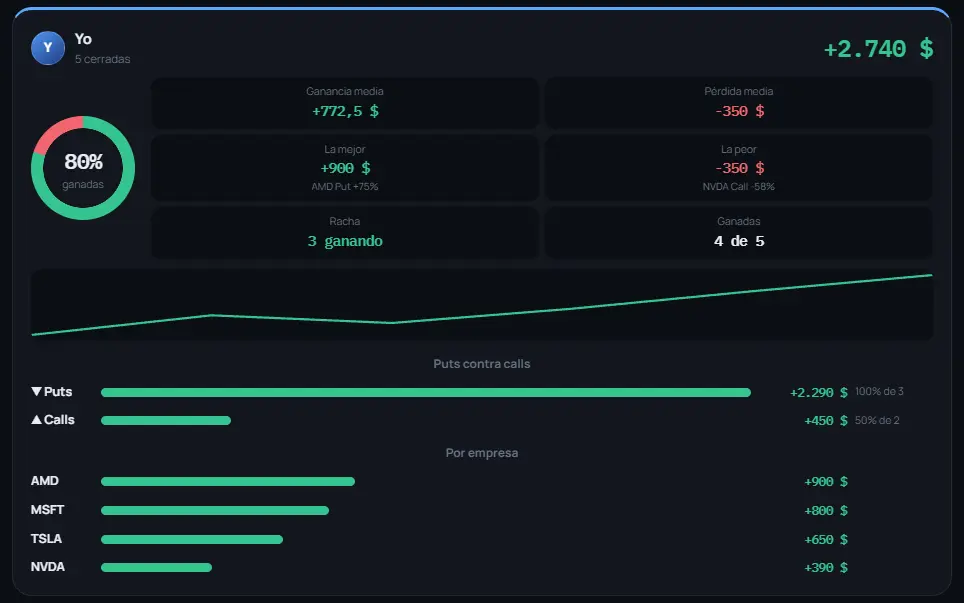 Y
Yo
5 cerradas
+2.740 $
80%
ganadas
Ganancia media
+772,5 $
Pérdida media
-350 $
La mejor
+900 $
AMD Put +75%
La peor
-350 $
NVDA Call -58%
Racha
3 ganando
Ganadas
4 de 5
Puts contra calls
▼ Puts +2.290 $ 100% de 3
▲ Calls +450 $ 50% de 2
Por empresa
AMD +900 $
MSFT +800 $
TSLA +650 $
NVDA +390 $